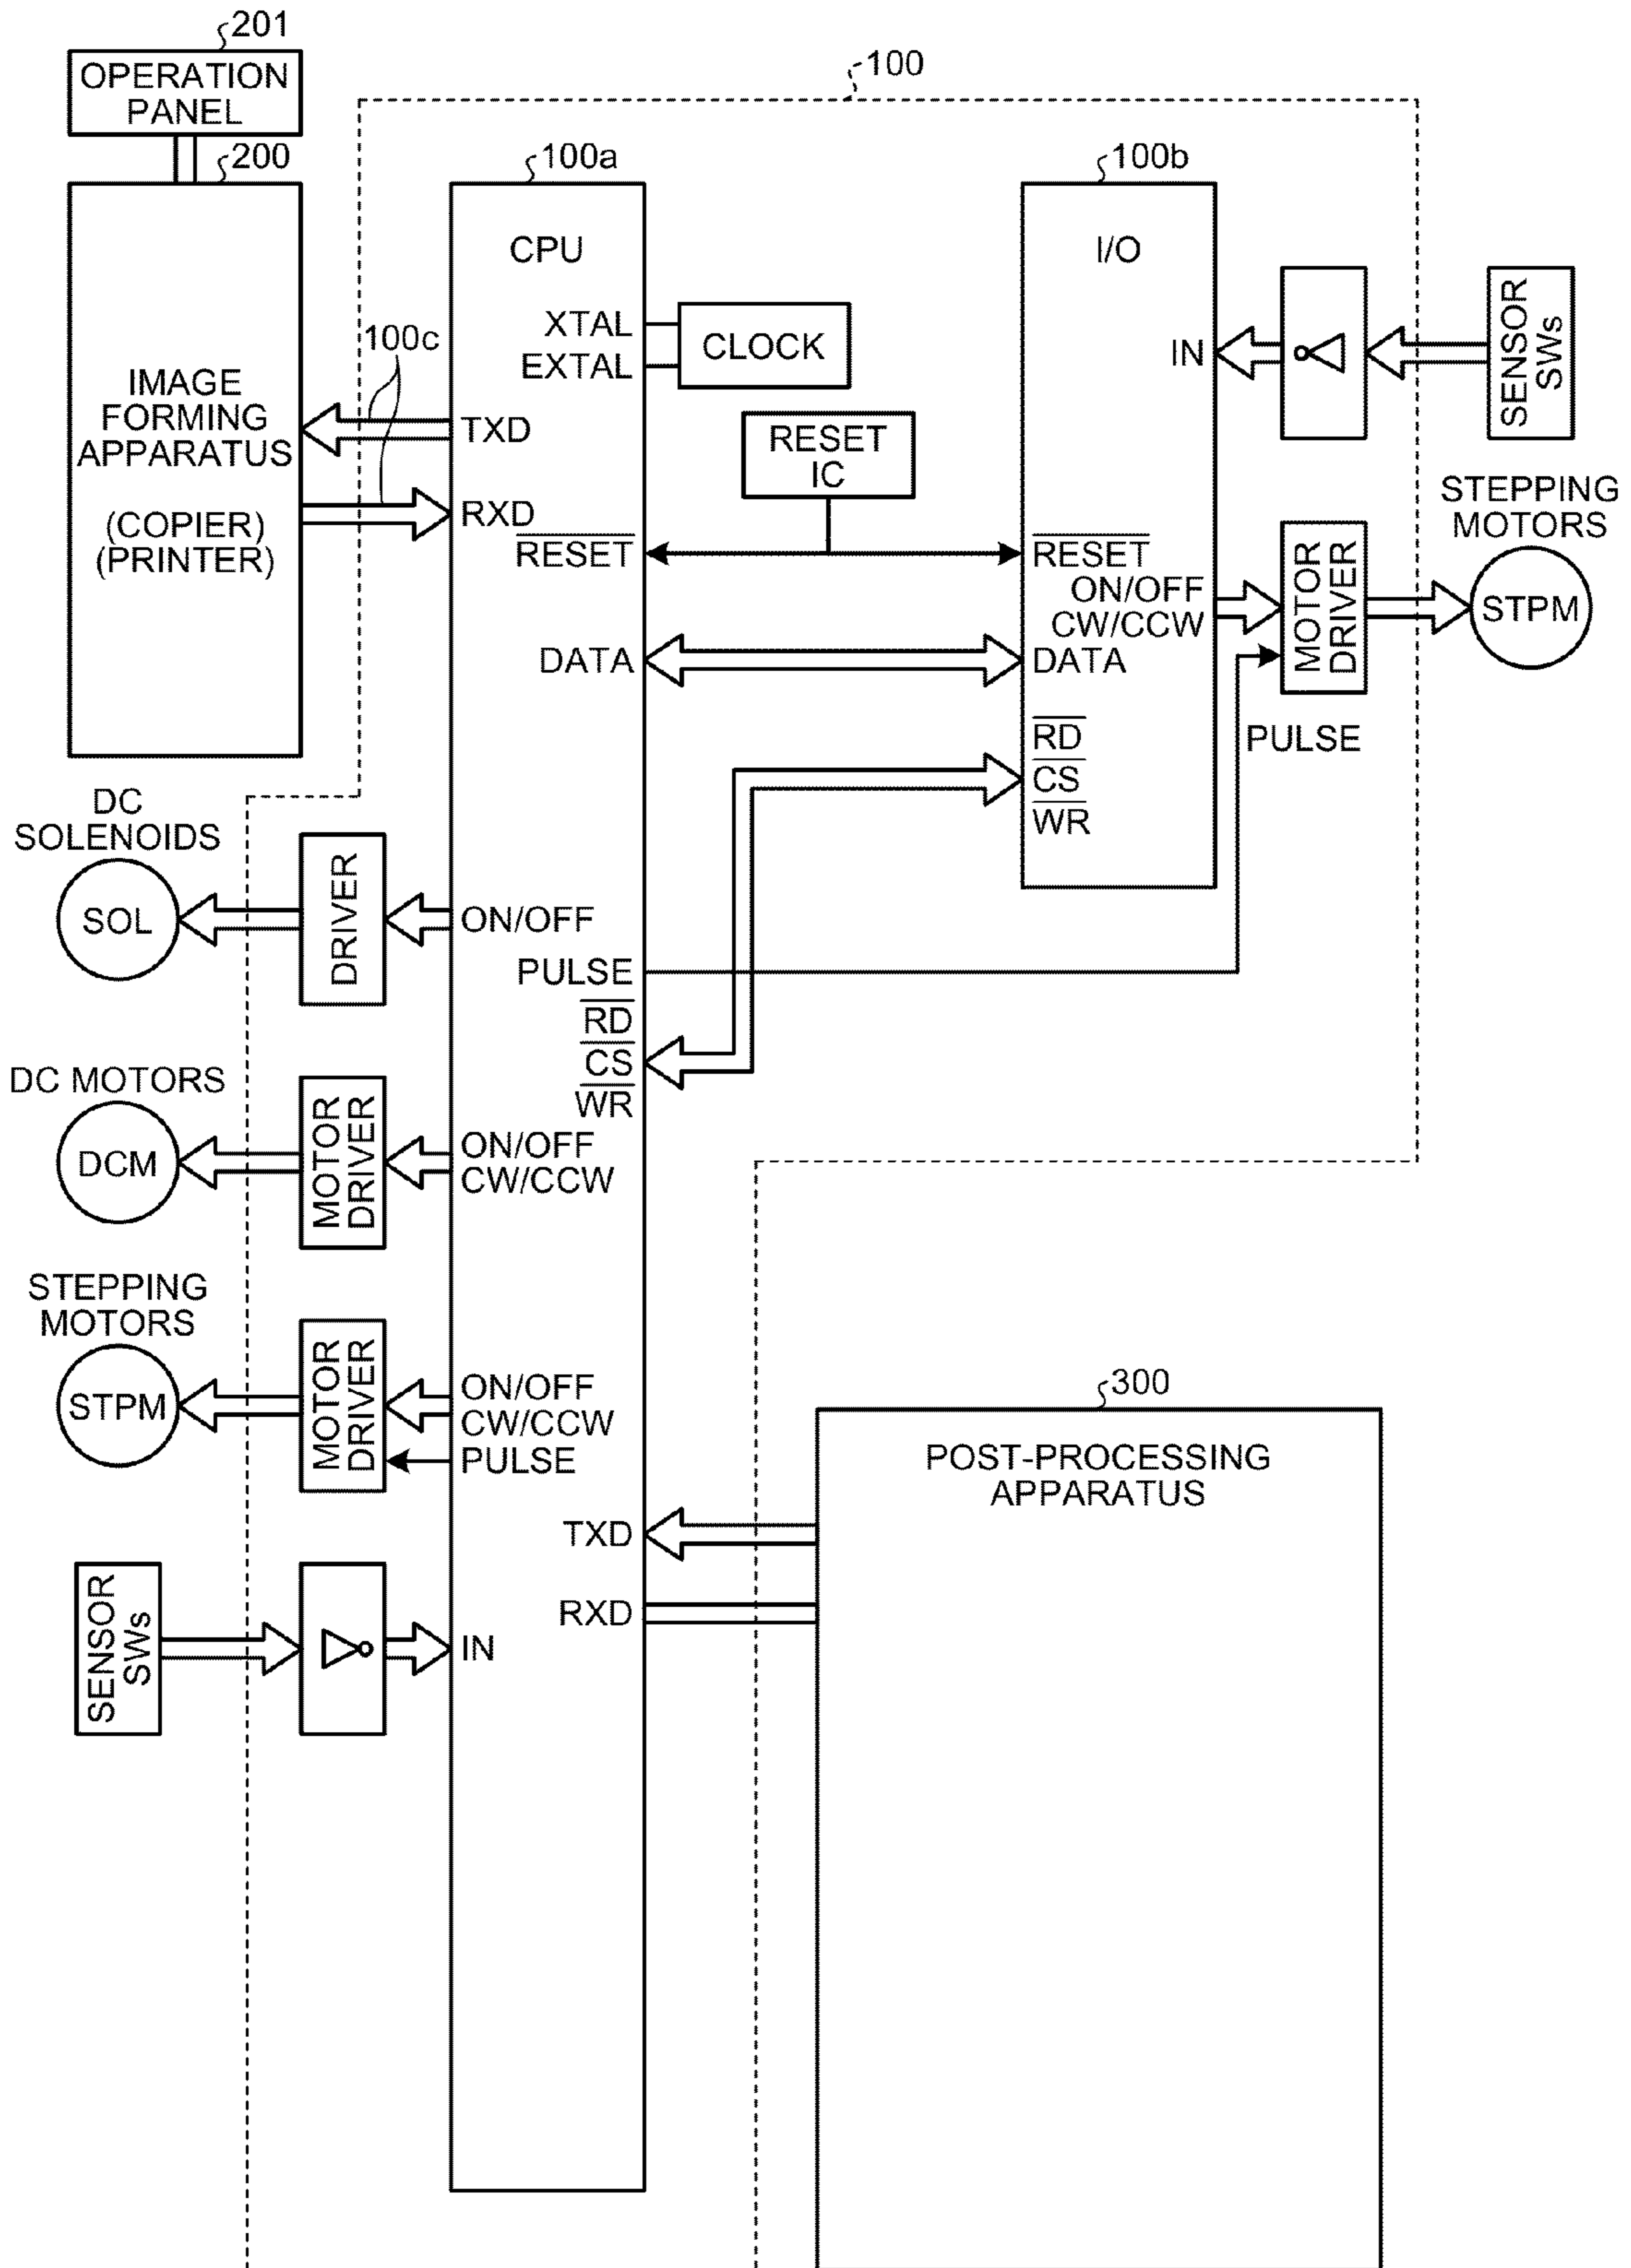 201
OPERATION
PANEL
200
IMAGE
FORMING
APPARATUS
(COPIER)
(PRINTER)
100
100a
100b
100c
CPU
XTAL
EXTAL
CLOCK
TXD
RXD
RESET
IC
RESET
DATA
I/O
IN
SENSOR
SWs
RESET
ON/OFF
CW/CCW
DATA
RD
CS
WR
MOTOR
DRIVER
PULSE
STEPPING
MOTORS
STPM
DC
SOLENOIDS
SOL
DRIVER
ON/OFF
PULSE
RD
CS
WR
DC MOTORS
DCM
MOTOR
DRIVER
ON/OFF
CW/CCW
STEPPING
MOTORS
STPM
MOTOR
DRIVER
ON/OFF
CW/CCW
PULSE
TXD
RXD
SENSOR
SWs
IN
300
POST-PROCESSING
APPARATUS